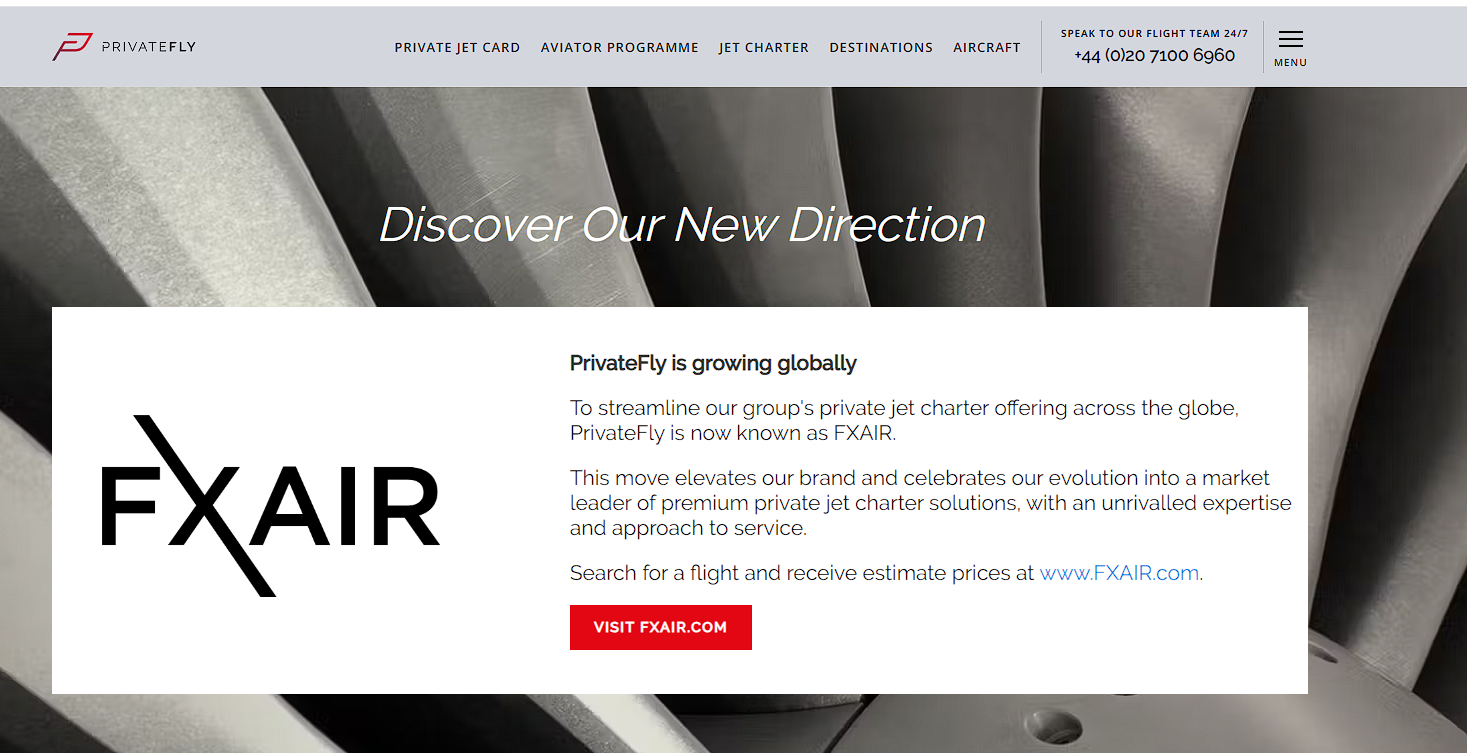 PRIVATEFLY
PRIVATE JET CARD
AVIATOR PROGRAMME
JET CHARTER
DESTINATIONS
AIRCRAFT
SPEAK TO OUR FLIGHT TEAM 24/7
+44 (0)20 7100 6960
MENU
Discover Our New Direction
FXAIR
PrivateFly is growing globally
To streamline our group's private jet charter offering across the globe,
PrivateFly is now known as FXAIR.
This move elevates our brand and celebrates our evolution into a market
leader of premium private jet charter solutions, with an unrivalled expertise
and approach to service.
Search for a flight and receive estimate prices at www.FXAIR.com.
VISIT FXAIR.COM